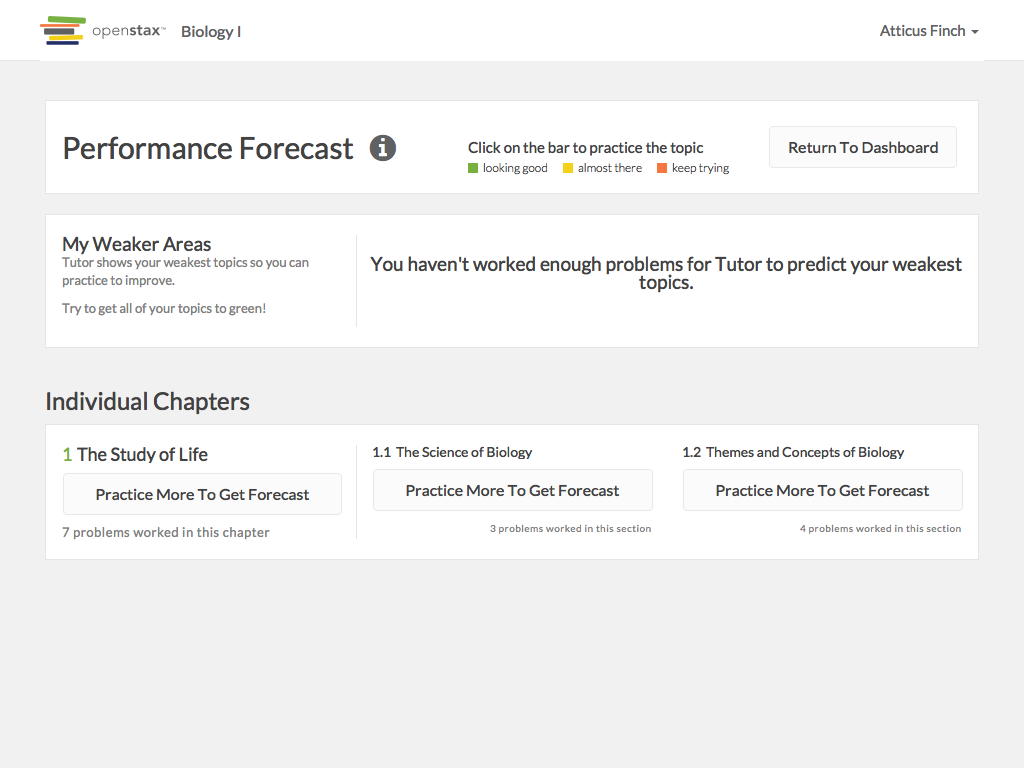 openstax™ Biology I
Atticus Finch
Performance Forecast
Click on the bar to practice the topic
looking good almost there keep trying
Return To Dashboard
My Weaker Areas
Tutor shows your weakest topics so you can
practice to improve.
Try to get all of your topics to green!
You haven't worked enough problems for Tutor to predict your weakest
topics.
Individual Chapters
1 The Study of Life
Practice More To Get Forecast
7 problems worked in this chapter
1.1 The Science of Biology
Practice More To Get Forecast
3 problems worked in this section
1.2 Themes and Concepts of Biology
Practice More To Get Forecast
4 problems worked in this section